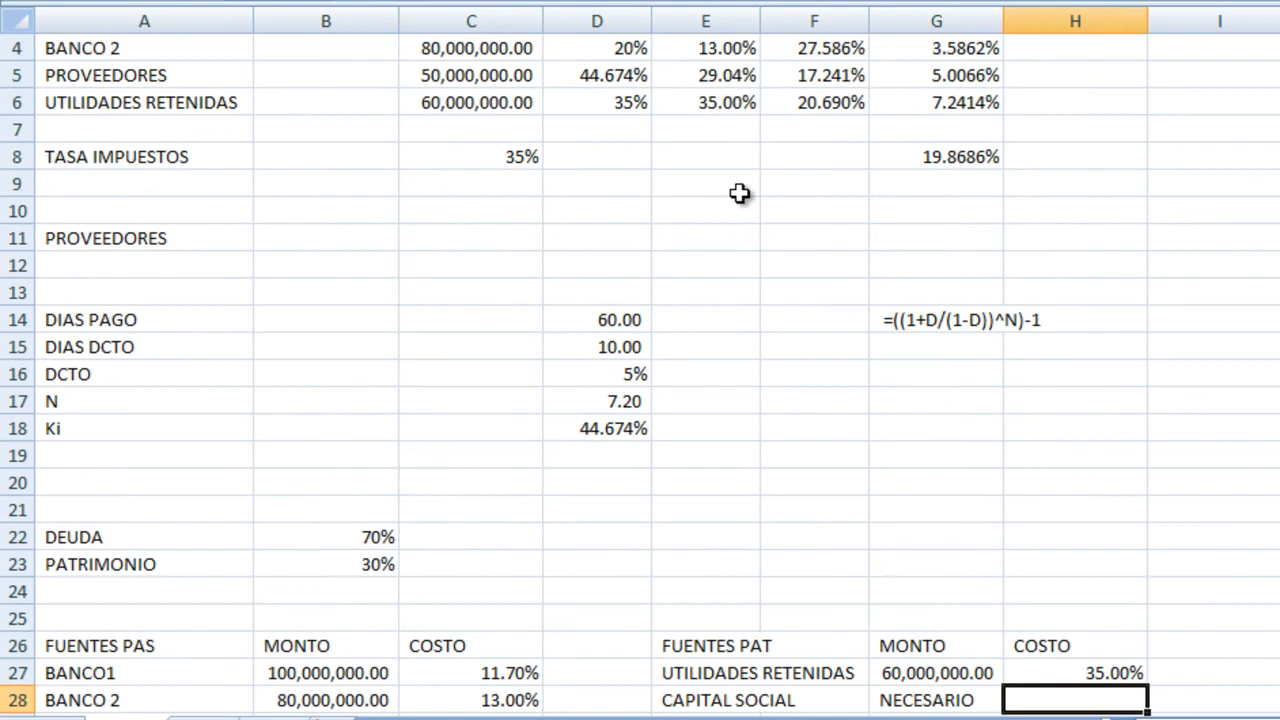 A B C D E F G H I
4 BANCO 2 80,000,000.00 20% 13.00% 27.586% 3.5862%
5 PROVEEDORES 50,000,000.00 44.674% 29.04% 17.241% 5.0066%
6 UTILIDADES RETENIDAS 60,000,000.00 35% 35.00% 20.690% 7.2414%
7
8 TASA IMPUESTOS 35% 19.8686%
9
10
11 PROVEEDORES
12
13
14 DIAS PAGO 60.00 =((1+D/(1-D))^N)-1
15 DIAS DCTO 10.00
16 DCTO 5%
17 N 7.20
18 Ki 44.674%
19
20
21
22 DEUDA 70%
23 PATRIMONIO 30%
24
25
26 FUENTES PAS MONTO COSTO FUENTES PAT MONTO COSTO
27 BANCO1 100,000,000.00 11.70% UTILIDADES RETENIDAS 60,000,000.00 35.00%
28 BANCO 2 80,000,000.00 13.00% CAPITAL SOCIAL NECESARIO